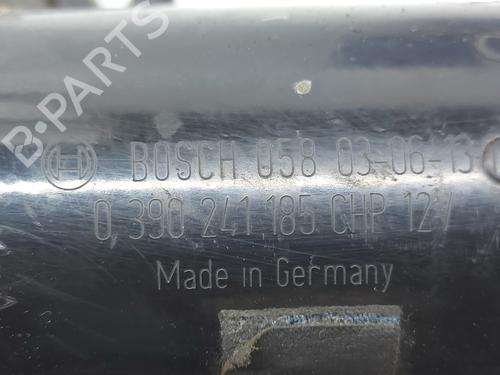 B-PARTS
BOSCH 058 03-06-13
0 390 241 185 CHP 12V
Made in Germany